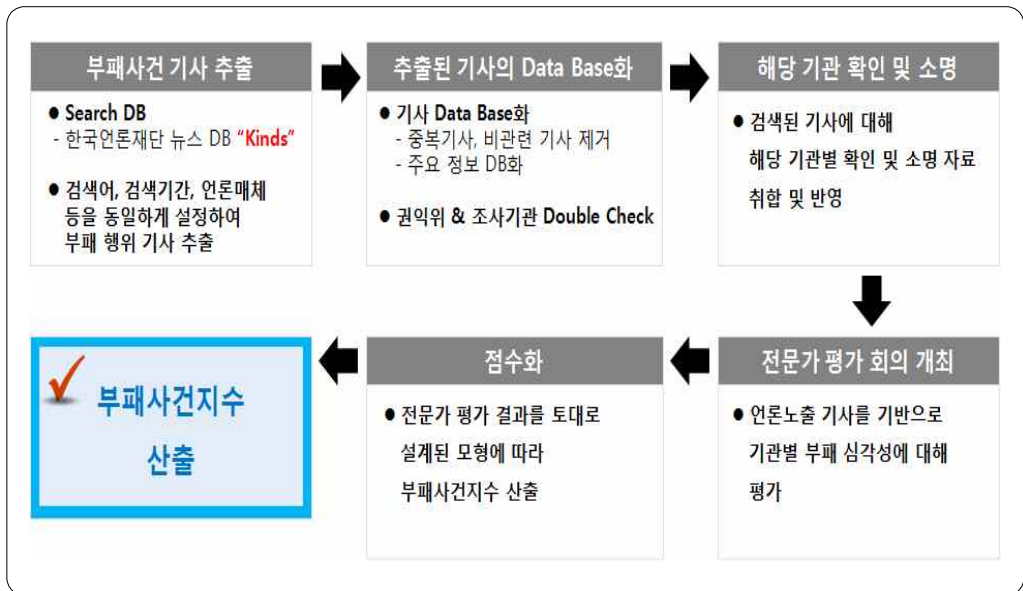 부패사건 기사 추출
● Search DB
- 한국언론재단 뉴스 DB “Kinds”
● 검색어, 검색기간, 언론매체
등을 동일하게 설정하여
부패 행위 기사 추출
추출된 기사의 Data Base화
● 기사 Data Base화
- 중복기사, 비관련 기사 제거
- 주요 정보 DB화
● 권익위 & 조사기관 Double Check
해당 기관 확인 및 소명
● 검색된 기사에 대해
해당 기관별 확인 및 소명 자료
취합 및 반영
전문가 평가 회의 개최
● 언론노출 기사를 기반으로
기관별 부패 심각성에 대해
평가
점수화
● 전문가 평가 결과를 토대로
설계된 모형에 따라
부패사건지수 산출
부패사건지수
산출